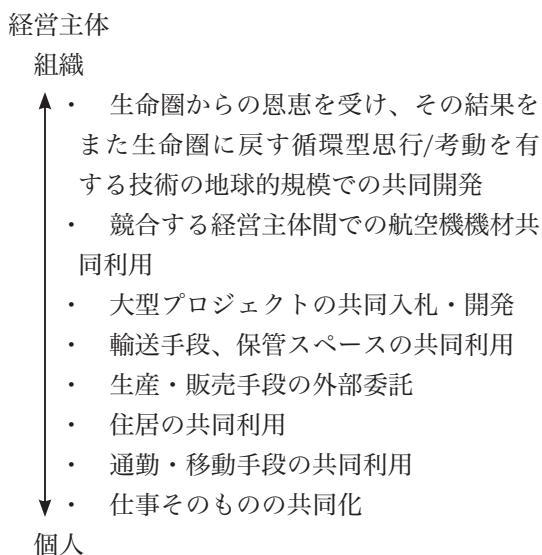 経営主体
組織
・ 生命圏からの恩恵を受け、その結果を
また生命圏に戻す循環型思行/考動を有
する技術の地球的規模での共同開発
・ 競合する経営主体間での航空機機材共
同利用
・ 大型プロジェクトの共同入札・開発
・ 輸送手段、保管スペースの共同利用
・ 生産・販売手段の外部委託
・ 住居の共同利用
・ 通勤・移動手段の共同利用
・ 仕事そのものの共同化
個人